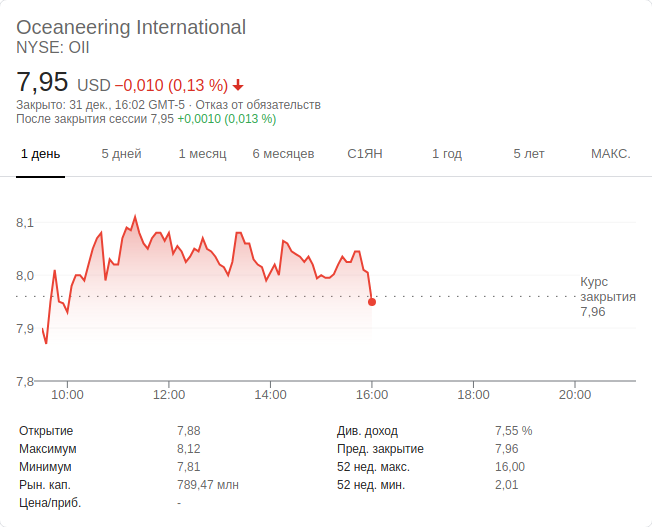 Oceaneering International
NYSE: OII
7,95 USD −0,010 (0,13 %)
Закрыто: 31 дек., 16:02 GMT-5 · Отказ от обязательств
После закрытия сессии 7,95 +0,0010 (0,013 %)
1 день 5 дней 1 месяц 6 месяцев С1ЯН 1 год 5 лет МАКС.
8,1
8,0
7,9
7,8
Курс
закрытия
7,96
10:00 12:00 14:00 16:00 18:00 20:00
Открытие 7,88 Див. доход 7,55 %
Максимум 8,12 Пред. закрытие 7,96
Минимум 7,81 52 нед. макс. 16,00
Рын. кап. 789,47 млн 52 нед. мин. 2,01
Цена/приб. -